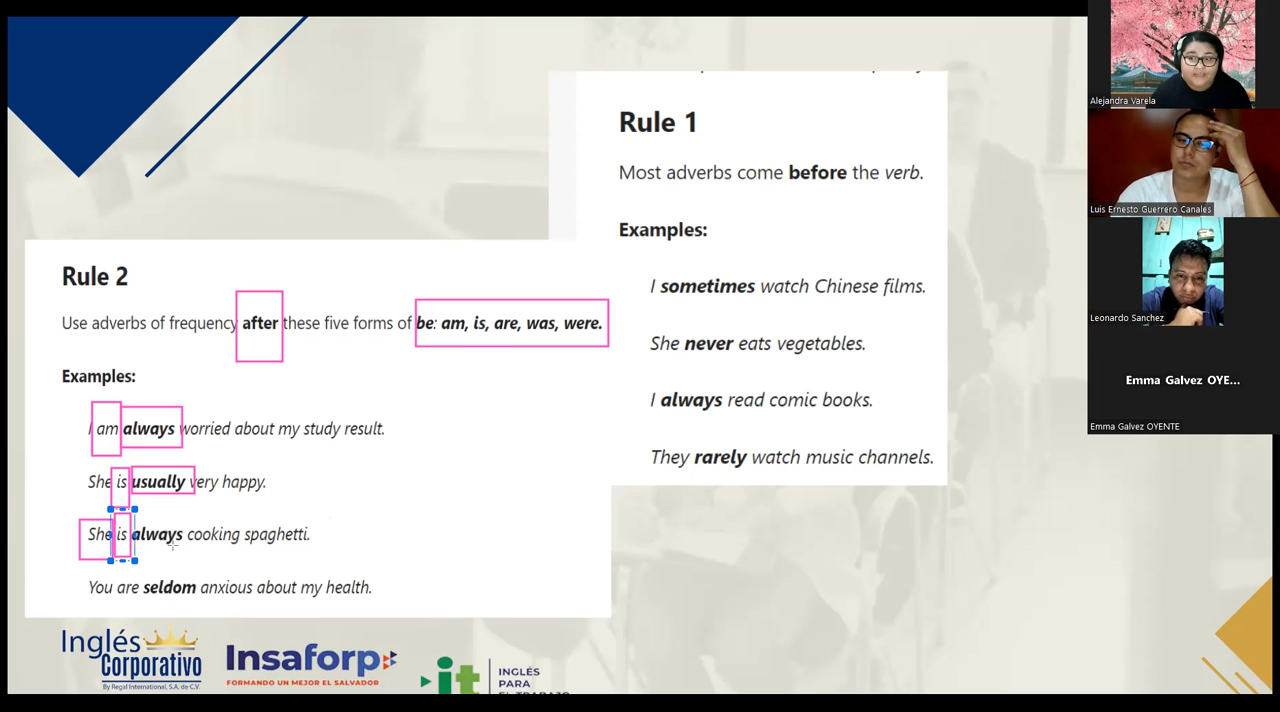 Rule 1
Most adverbs come before the verb.
Examples:
I sometimes watch Chinese films.
She never eats vegetables.
I always read comic books.
They rarely watch music channels.
Rule 2
Use adverbs of frequency after these five forms of be: am, is, are, was, were.
Examples:
I am always worried about my study result.
She is usually very happy.
She is always cooking spaghetti.
You are seldom anxious about my health.
Inglés
Corporativo
By Regal International, S.A. de C.V.
Insaforp
FORMANDO UN MEJOR EL SALVADOR
it
INGLÉS
PARA
EL TRABAJO
Alejandra Varela
Luis Ernesto Guerrero Canales
Leonardo Sanchez
Emma Galvez OYE...
Emma Galvez OYENTE